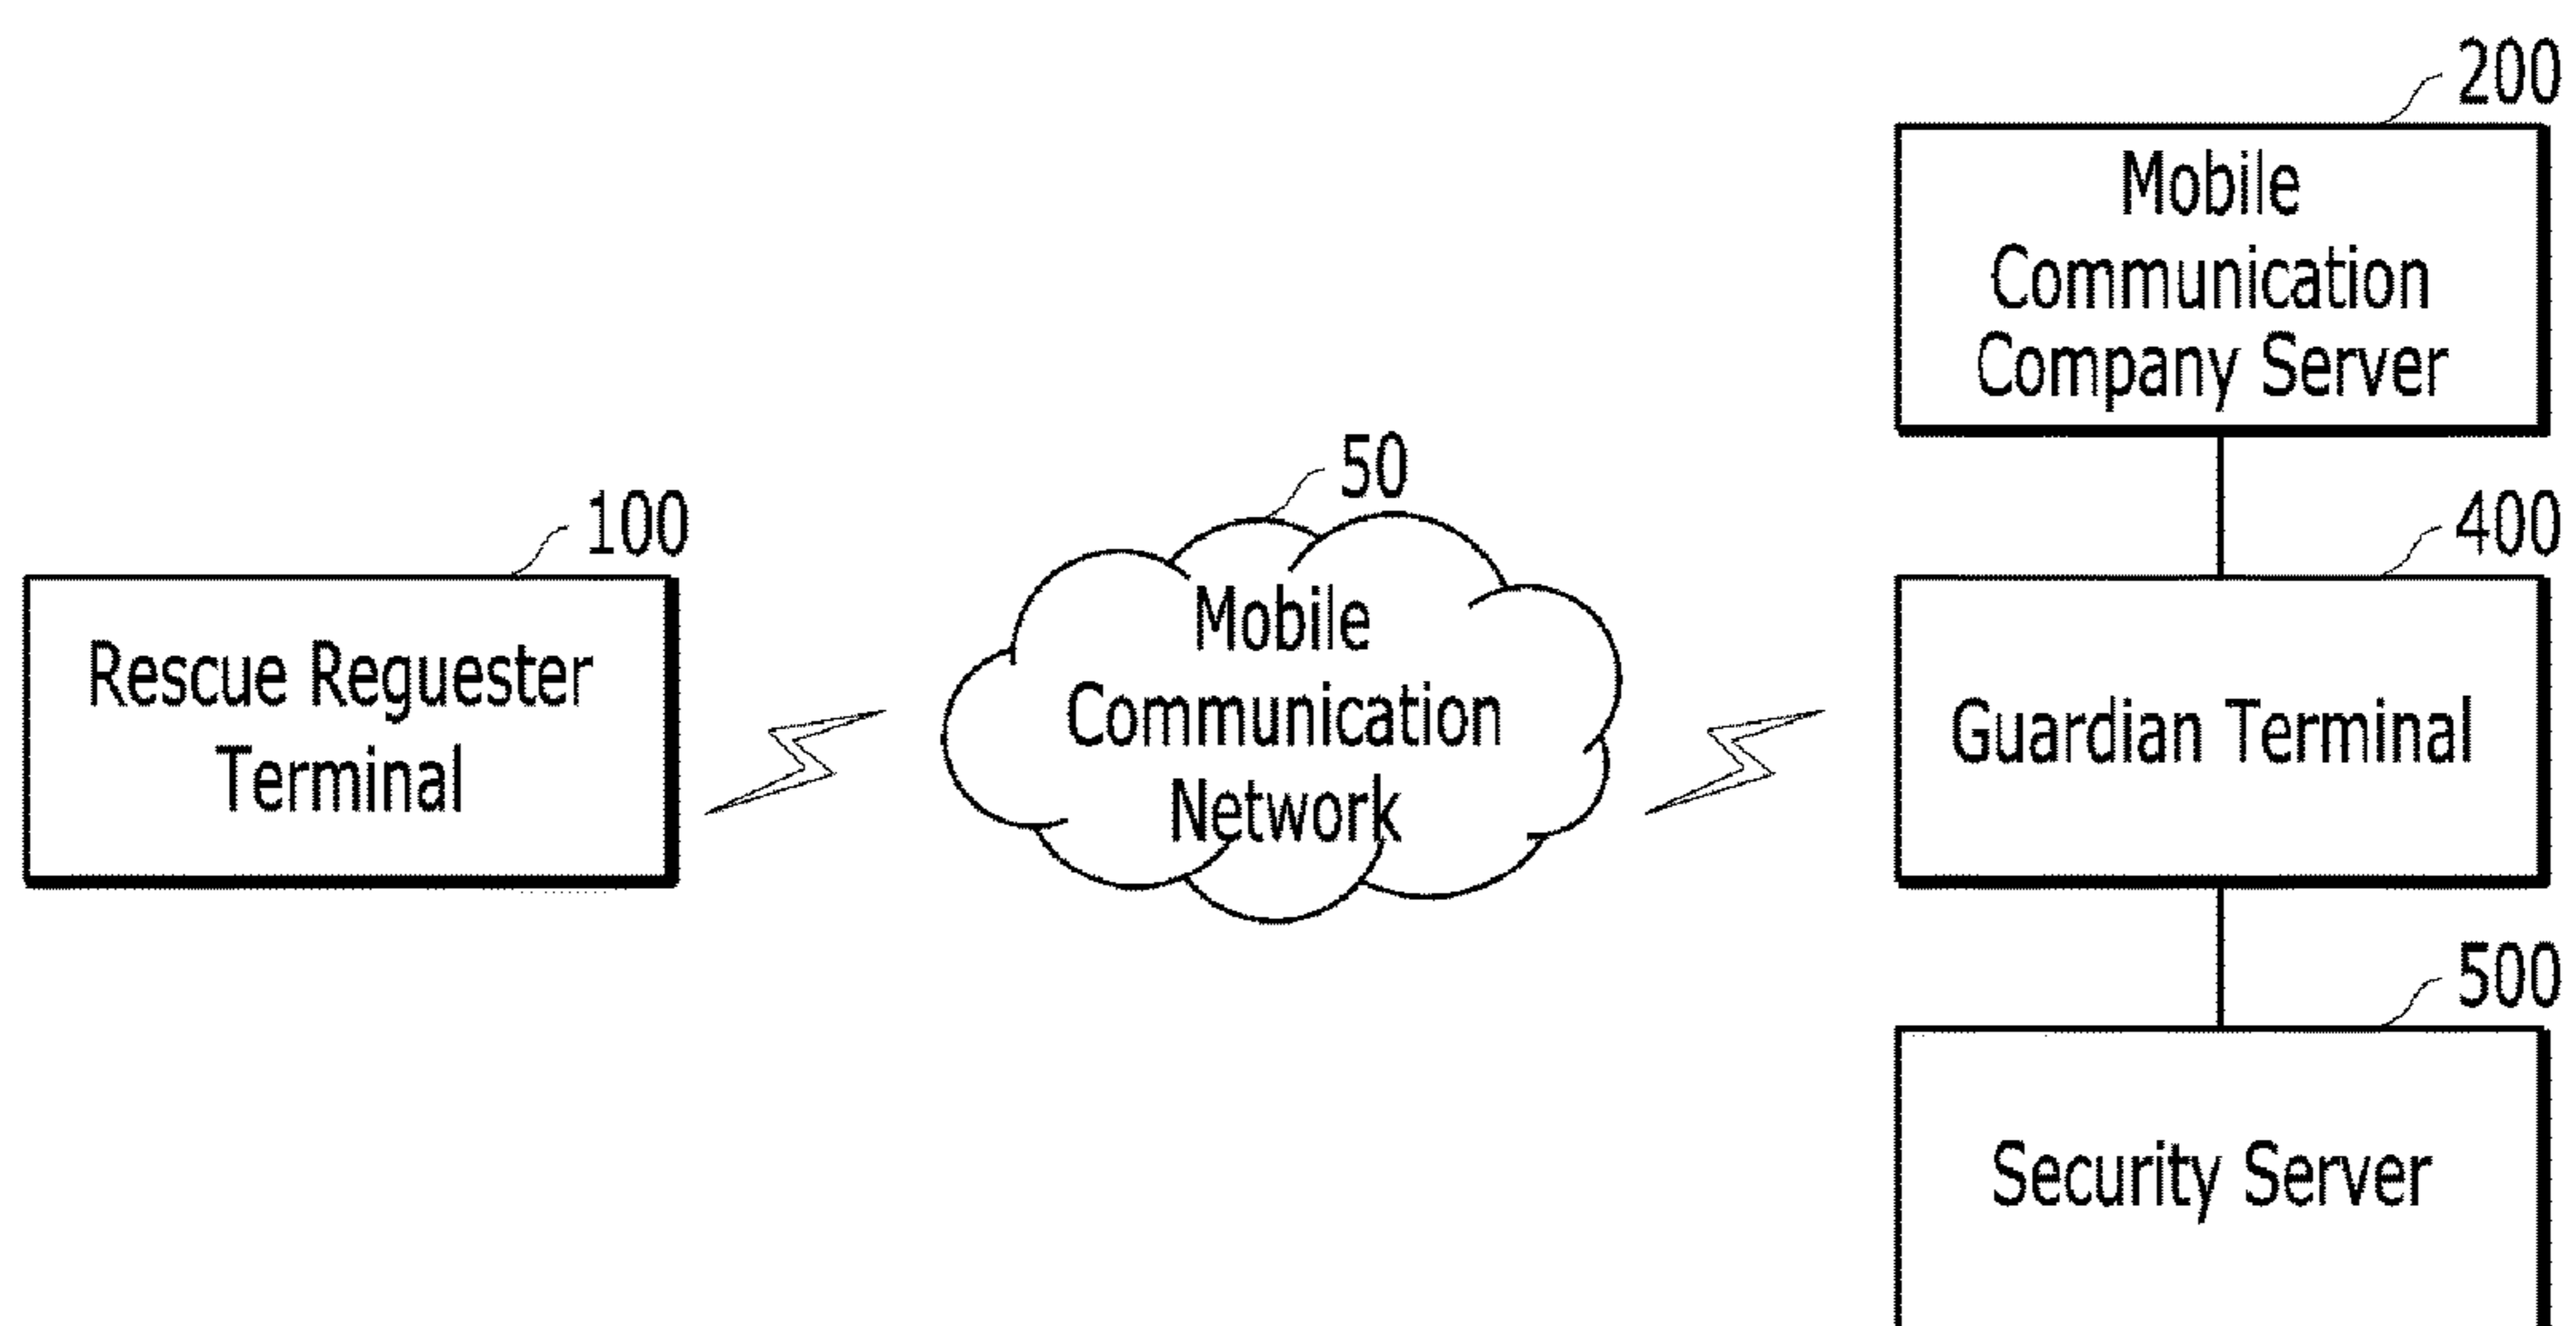 200
Mobile
Communication
Company Server
50
100
400
Rescue Reguester
Terminal
Mobile
Communication
Network
Guardian Terminal
500
Security Server